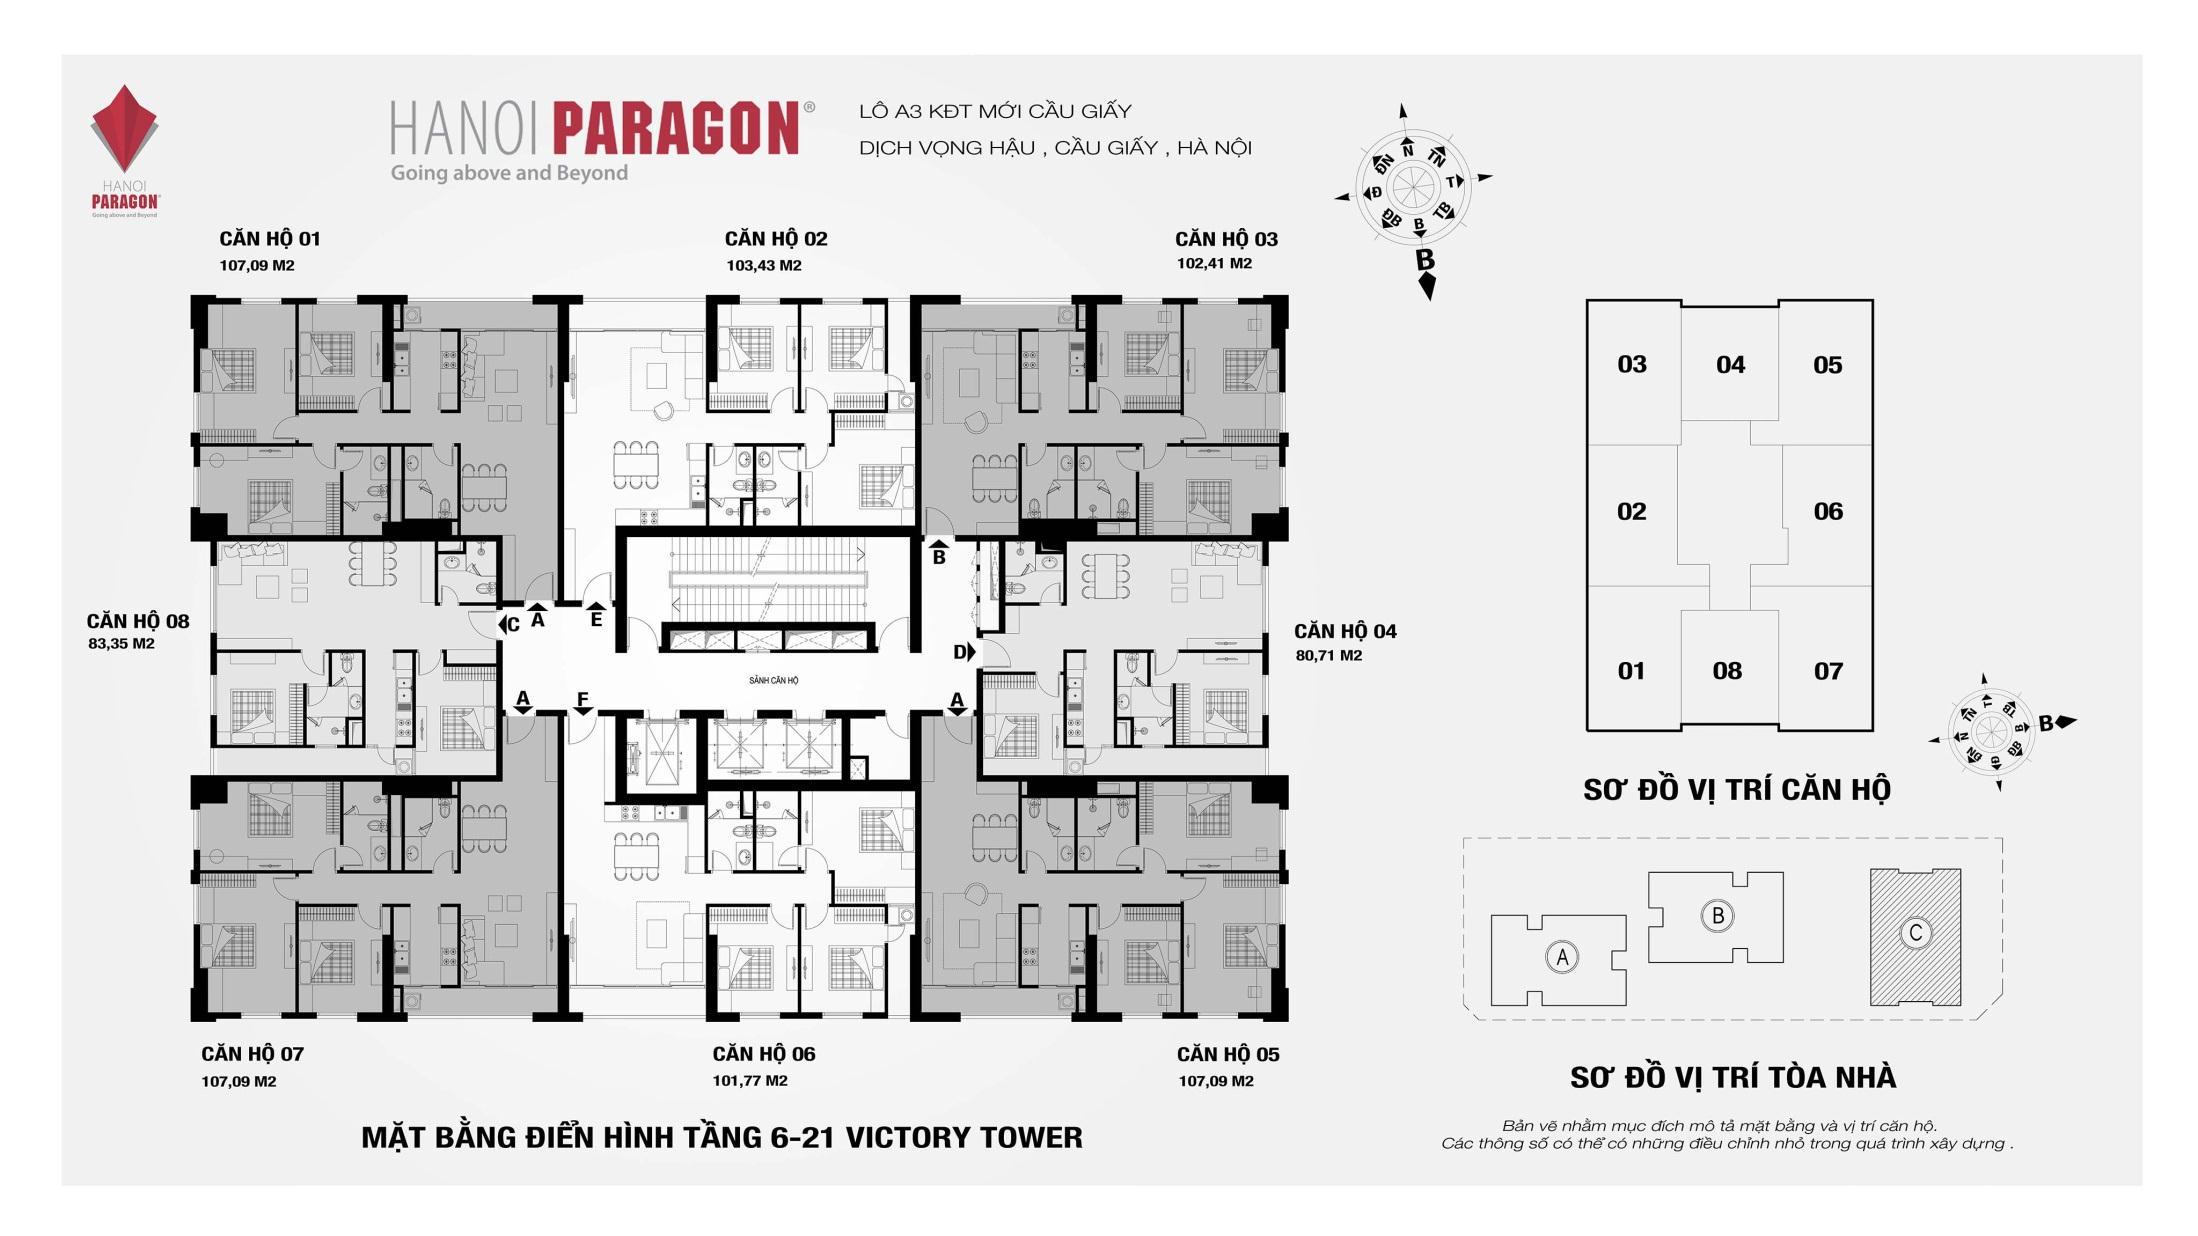 HANOI
PARAGON®
Going above and Beyond
HANOI PARAGON®
Going above and Beyond
LÔ A3 KĐT MỚI CẦU GIẤY
DỊCH VỌNG HẬU , CẦU GIẤY , HÀ NỘI
N
TN
T
TB
B
ĐB
Đ
ĐN
B
CĂN HỘ 01
107,09 M2
CĂN HỘ 02
103,43 M2
CĂN HỘ 03
102,41 M2
CĂN HỘ 08
83,35 M2
CĂN HỘ 04
80,71 M2
C
A
E
B
D
A
F
A
SẢNH CĂN HỘ
CĂN HỘ 07
107,09 M2
CĂN HỘ 06
101,77 M2
CĂN HỘ 05
107,09 M2
MẶT BẰNG ĐIỂN HÌNH TẦNG 6-21 VICTORY TOWER
03
04
05
02
06
01
08
07
T
TB
B
ĐB
Đ
ĐN
N
TN
B
SƠ ĐỒ VỊ TRÍ CĂN HỘ
A
B
C
SƠ ĐỒ VỊ TRÍ TÒA NHÀ
Bản vẽ nhằm mục đích mô tả mặt bằng và vị trí căn hộ.
Các thông số có thể có những điều chỉnh nhỏ trong quá trình xây dựng .